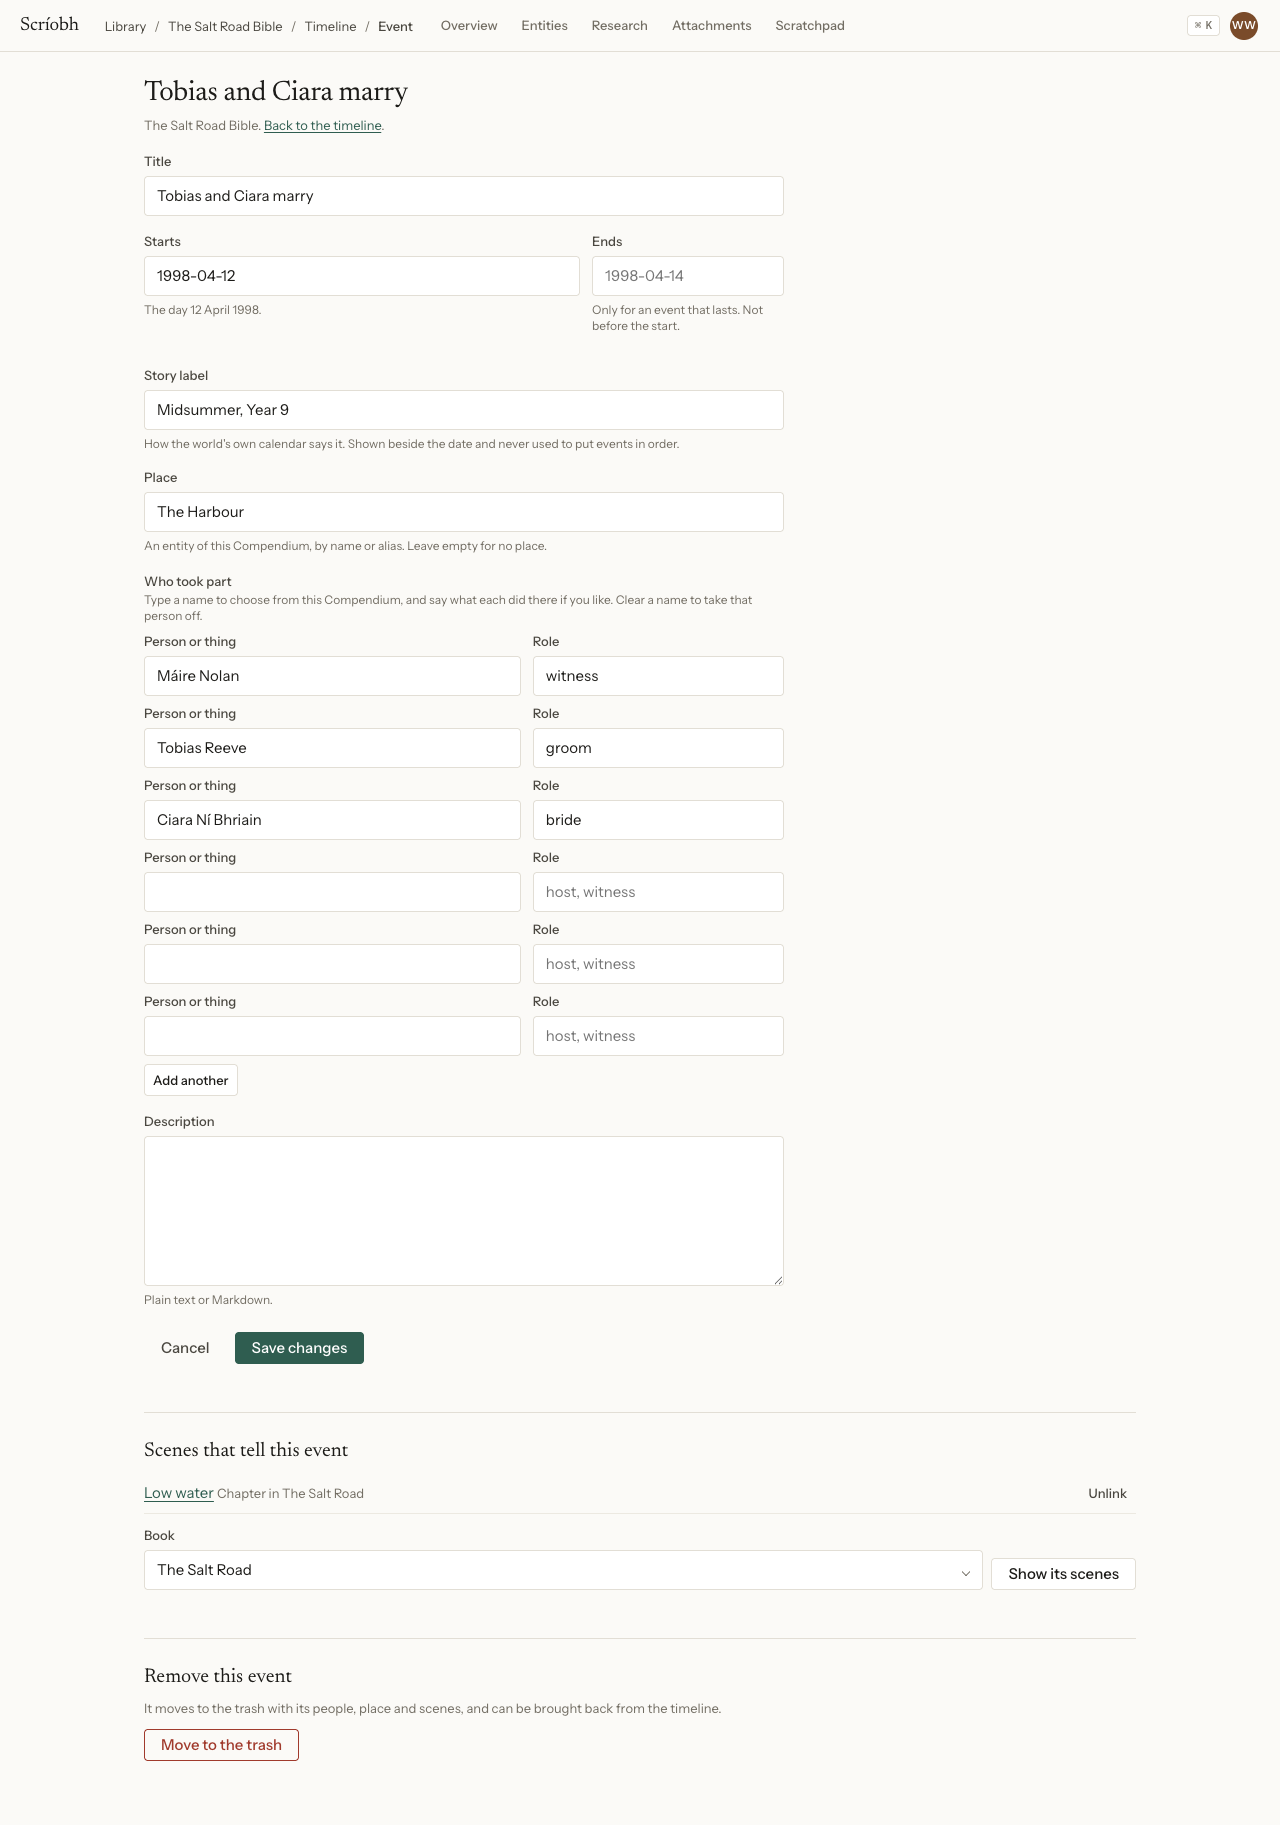 Scríobh
Library / The Salt Road Bible / Timeline / Event
Overview Entities Research Attachments Scratchpad
⌘ K
WW
Tobias and Ciara marry
The Salt Road Bible. Back to the timeline.
Title
Tobias and Ciara marry
Starts
1998-04-12
The day 12 April 1998.
Ends
1998-04-14
Only for an event that lasts. Not
before the start.
Story label
Midsummer, Year 9
How the world's own calendar says it. Shown beside the date and never used to put events in order.
Place
The Harbour
An entity of this Compendium, by name or alias. Leave empty for no place.
Who took part
Type a name to choose from this Compendium, and say what each did there if you like. Clear a name to take that
person off.
Person or thing Role
Máire Nolan witness
Person or thing Role
Tobias Reeve groom
Person or thing Role
Ciara Ní Bhriain bride
Person or thing Role
host, witness
Person or thing Role
host, witness
Person or thing Role
host, witness
Add another
Description
Plain text or Markdown.
Cancel Save changes
Scenes that tell this event
Low water Chapter in The Salt Road Unlink
Book
The Salt Road Show its scenes
Remove this event
It moves to the trash with its people, place and scenes, and can be brought back from the timeline.
Move to the trash